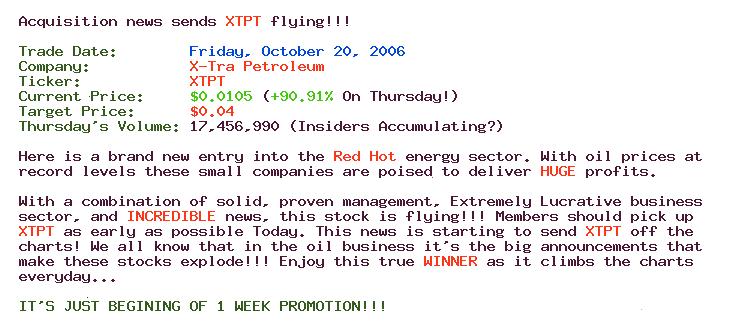 Acquisition news sends XTPT flying!!!
Trade Date: Friday, October 20, 2006
Company: X-Tra Petroleum
Ticker: XTPT
Current Price: $0.0105 (+90.91% On Thursday!)
Target Price: $0.04
Thursday's Volume: 17,456,990 (Insiders Accumulating?)
Here is a brand new entry into the Red Hot energy sector. With oil prices at
record levels these small companies are poised to deliver HUGE profits.
With a combination of solid, proven management, Extremely Lucrative business
sector, and INCREDIBLE news, this stock is flying!!! Members should pick up
XTPT as early as possible Today. This news is starting to send XTPT off the
charts! We all know that in the oil business it's the big announcements that
make these stocks explode!!! Enjoy this true WINNER as it climbs the charts
everyday...
IT'S JUST BEGINING OF 1 WEEK PROMOTION!!!